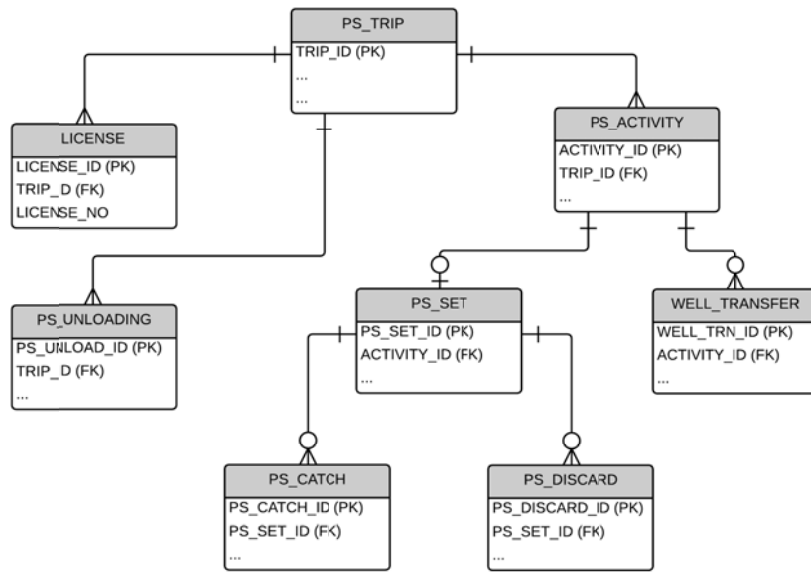 PS_TRIP
TRIP_ID (PK)
...
...
LICENSE
LICENSE_ID (PK)
TRIP_D (FK)
LICENSE_NO
PS_ACTIVITY
ACTIVITY_ID (PK)
TRIP_ID (FK)
...
PS_UNLOADING
PS_UNLOAD_ID (PK)
TRIP_D (FK)
...
PS_SET
PS_SET_ID (PK)
ACTIVITY_ID (FK)
...
WELL_TRANSFER
WELL_TRN_ID (PK)
ACTIVITY_ID (FK)
...
PS_CATCH
PS_CATCH_ID (PK)
PS_SET_ID (FK)
...
PS_DISCARD
PS_DISCARD_ID (PK)
PS_SET_ID (FK)
...